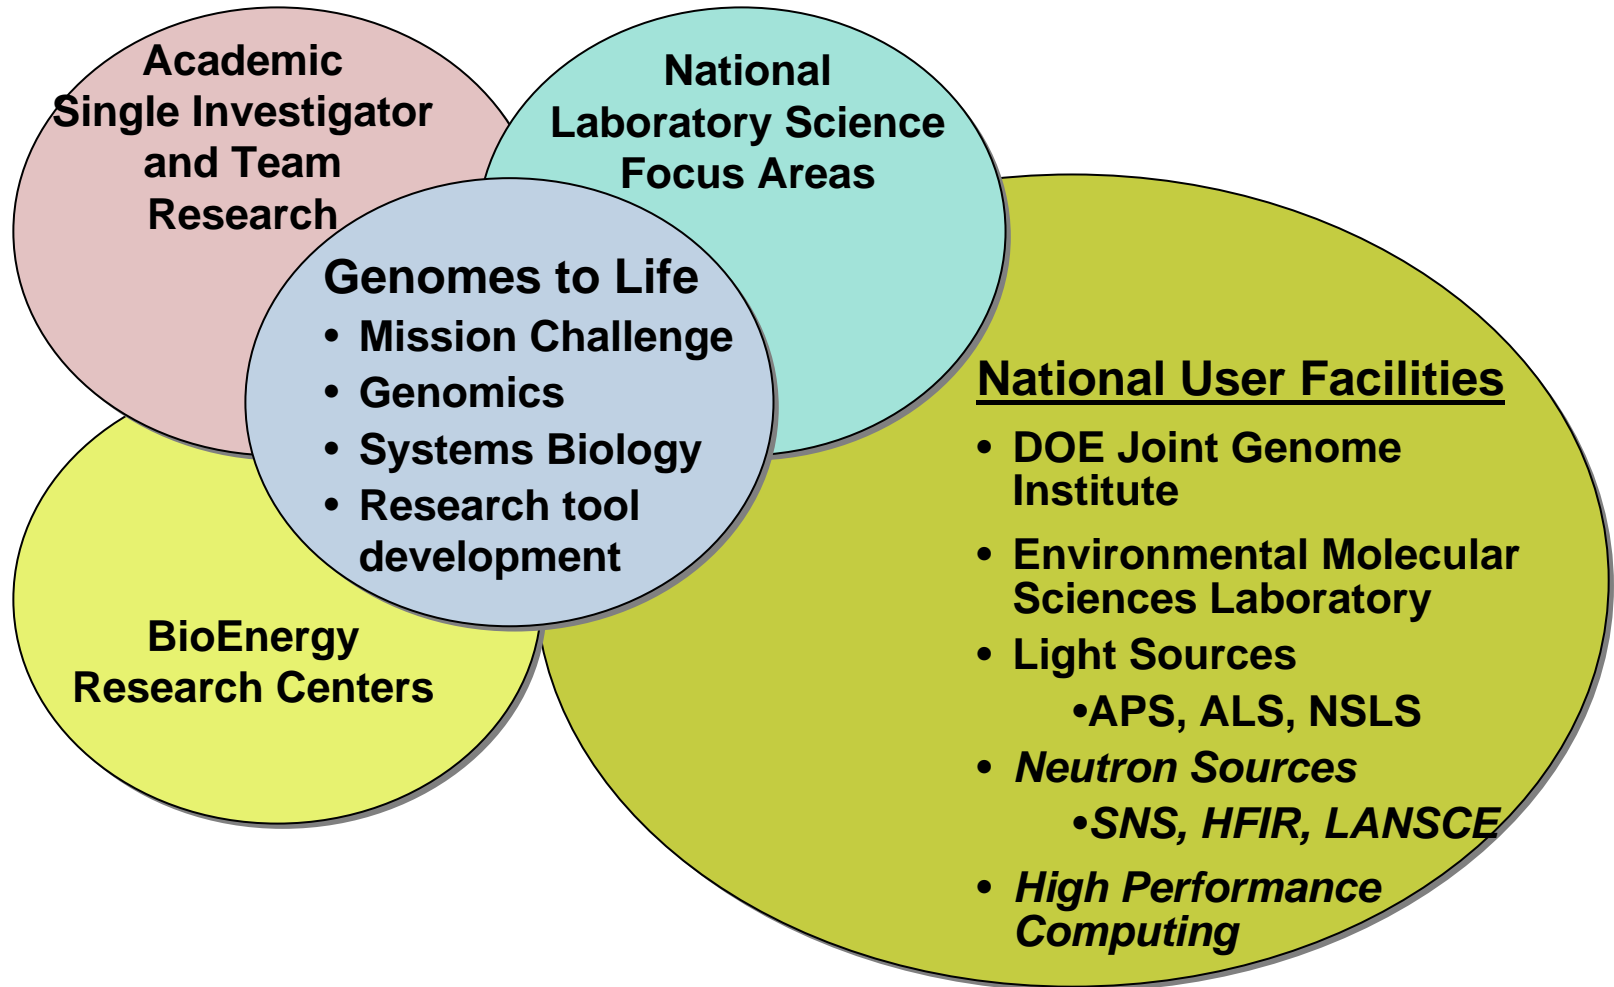 Academic
Single Investigator
and Team
Research
National
Laboratory Science
Focus Areas
Genomes to Life
• Mission Challenge
• Genomics
• Systems Biology
• Research tool
development
BioEnergy
Research Centers
National User Facilities
• DOE Joint Genome
Institute
• Environmental Molecular
Sciences Laboratory
• Light Sources
•APS, ALS, NSLS
• Neutron Sources
•SNS, HFIR, LANSCE
• High Performance
Computing